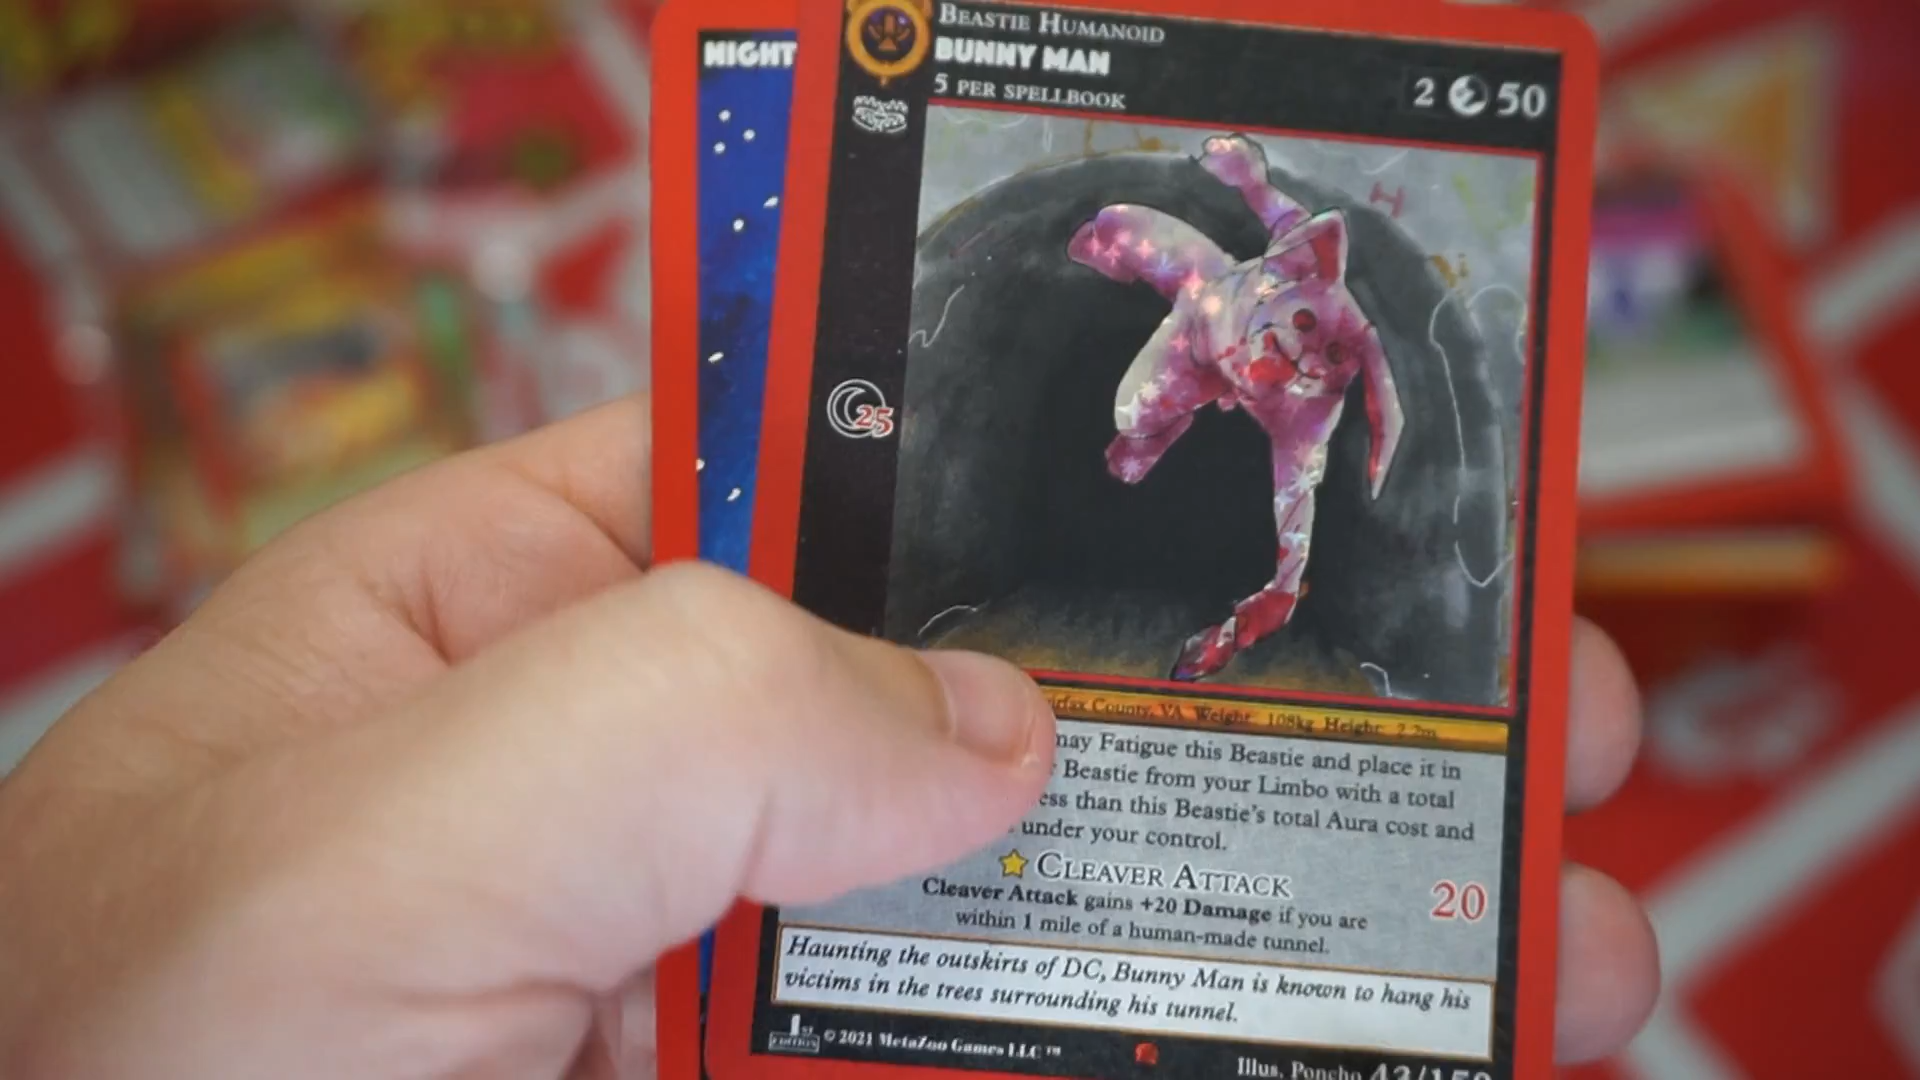 NIGHT
BEASTIE HUMANOID
BUNNY MAN
5 PER SPELLBOOK
2 50
25
County, VA Weight: 108kg Height: 2.2m
may Fatigue this Beastie and place it in
Beastie from your Limbo with a total
than this Beastie's total Aura cost and
under your control.
CLEAVER ATTACK
20
Cleaver Attack gains +20 Damage if you are
within 1 mile of a human-made tunnel.
Haunting the outskirts of DC, Bunny Man is known to hang his
victims in the trees surrounding his tunnel.
1ST EDITION
© 2021 MetaZoo Games LLC ™
Illus. Poncho 43/159